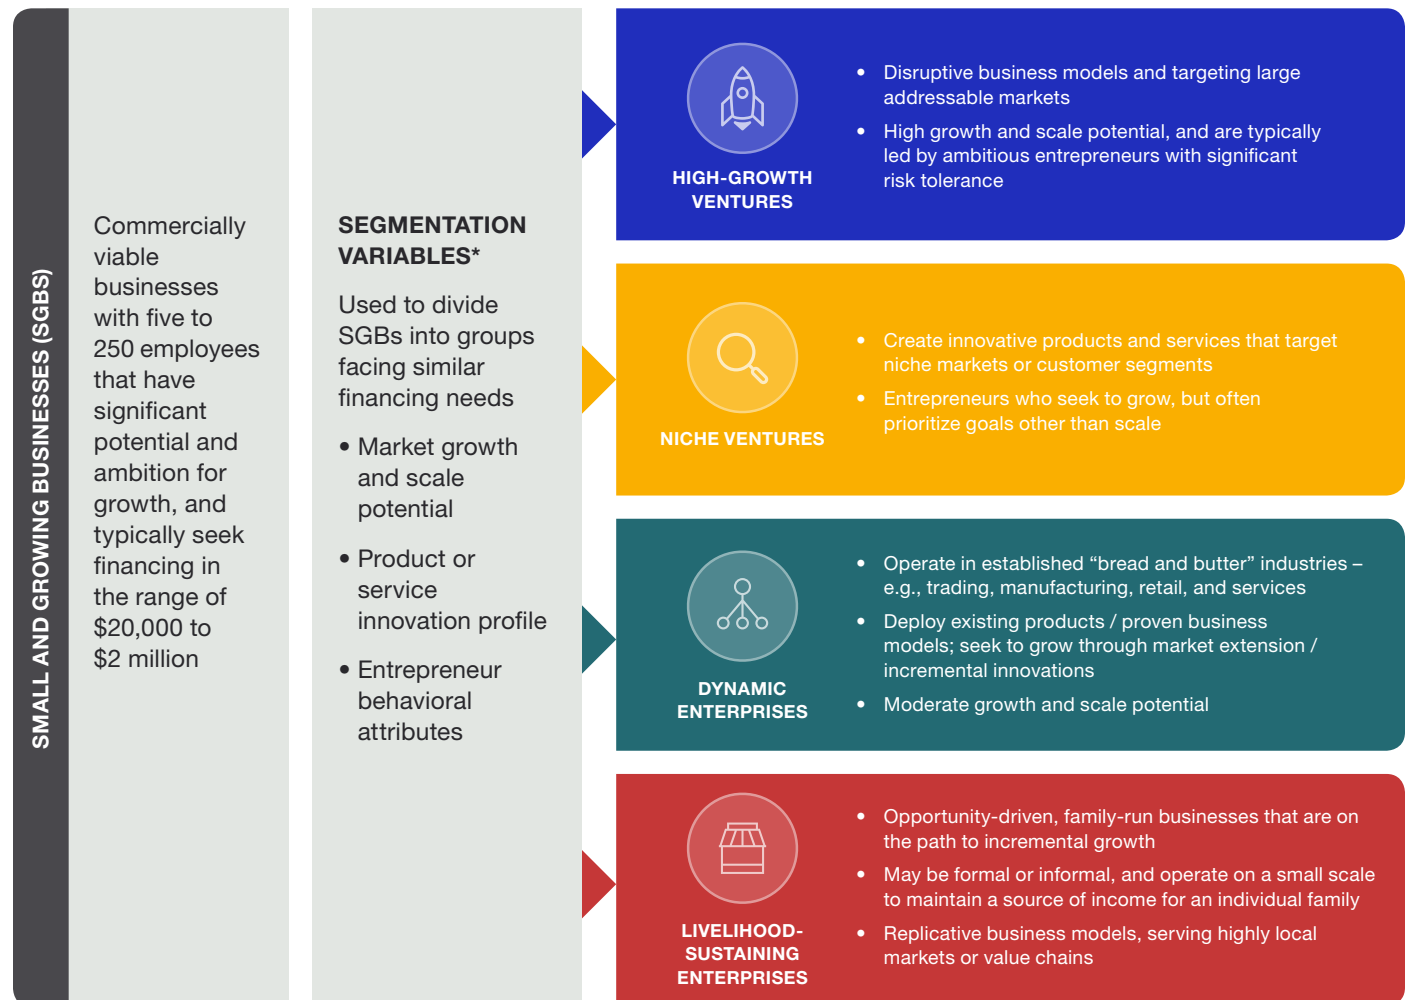 SMALL AND GROWING BUSINESSES (SGBS)
Commercially
viable
businesses
with five to
250 employees
that have
significant
potential and
ambition for
growth, and
typically seek
financing in
the range of
$20,000 to
$2 million
SEGMENTATION
VARIABLES*
Used to divide
SGBs into groups
facing similar
financing needs
• Market growth
and scale
potential
• Product or
service
innovation profile
• Entrepreneur
behavioral
attributes
HIGH-GROWTH
VENTURES
• Disruptive business models and targeting large
addressable markets
• High growth and scale potential, and are typically
led by ambitious entrepreneurs with significant
risk tolerance
NICHE VENTURES
• Create innovative products and services that target
niche markets or customer segments
• Entrepreneurs who seek to grow, but often
prioritize goals other than scale
DYNAMIC
ENTERPRISES
• Operate in established “bread and butter” industries –
e.g., trading, manufacturing, retail, and services
• Deploy existing products / proven business
models; seek to grow through market extension /
incremental innovations
• Moderate growth and scale potential
LIVELIHOOD-
SUSTAINING
ENTERPRISES
• Opportunity-driven, family-run businesses that are on
the path to incremental growth
• May be formal or informal, and operate on a small scale
to maintain a source of income for an individual family
• Replicative business models, serving highly local
markets or value chains